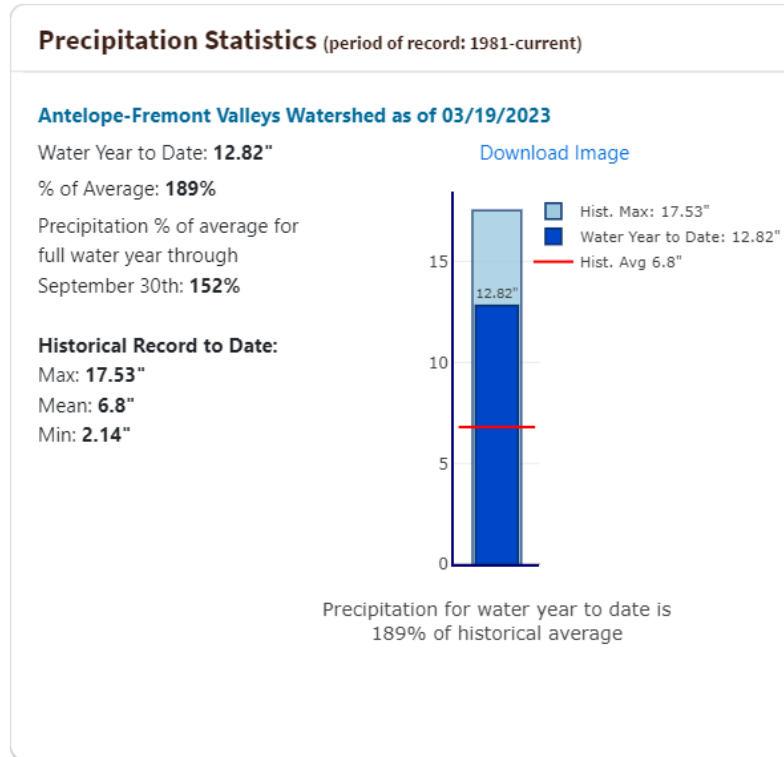 Precipitation Statistics (period of record: 1981-current)
Antelope-Fremont Valleys Watershed as of 03/19/2023
Water Year to Date: 12.82"
% of Average: 189%
Precipitation % of average for
full water year through
September 30th: 152%
Historical Record to Date:
Max: 17.53"
Mean: 6.8"
Min: 2.14"
Download Image
Hist. Max: 17.53"
Water Year to Date: 12.82"
Hist. Avg 6.8"
15
12.82"
10
5
0
Precipitation for water year to date is
189% of historical average